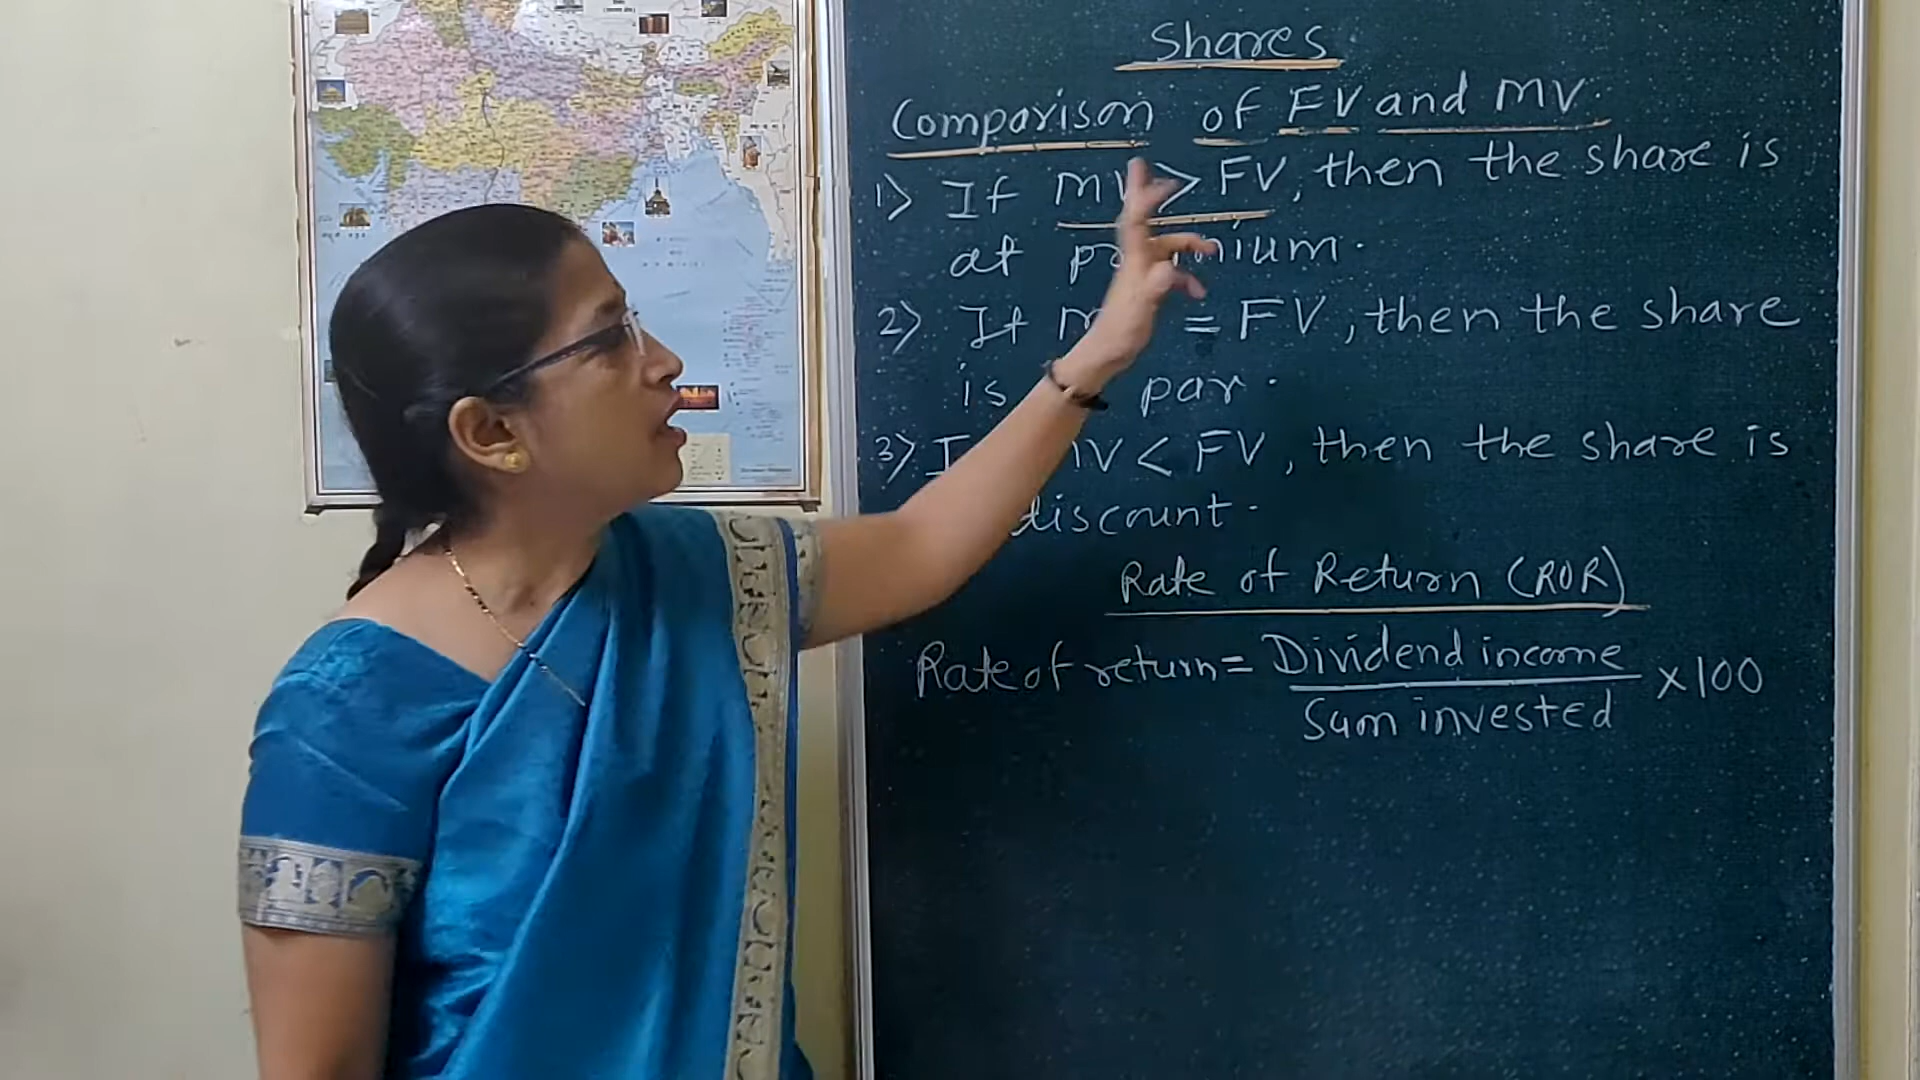 Shares
Comparison of FV and MV.
1) If MV > FV, then the share is
at premium.
2) If = FV, then the share
is par.
3) MV < FV, then the share is
discount.
Rate of Return (ROR)
Rate of return = Dividend income / Sum invested × 100